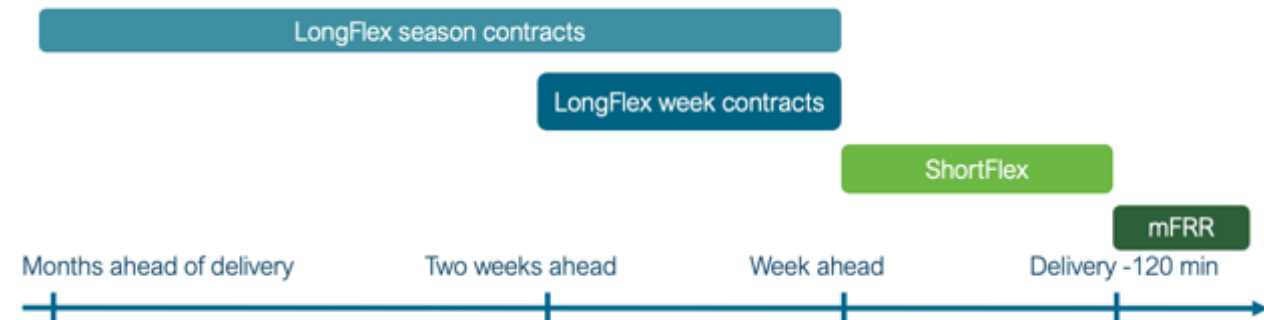 LongFlex season contracts
LongFlex week contracts
ShortFlex
mFRR
Months ahead of delivery
Two weeks ahead
Week ahead
Delivery -120 min